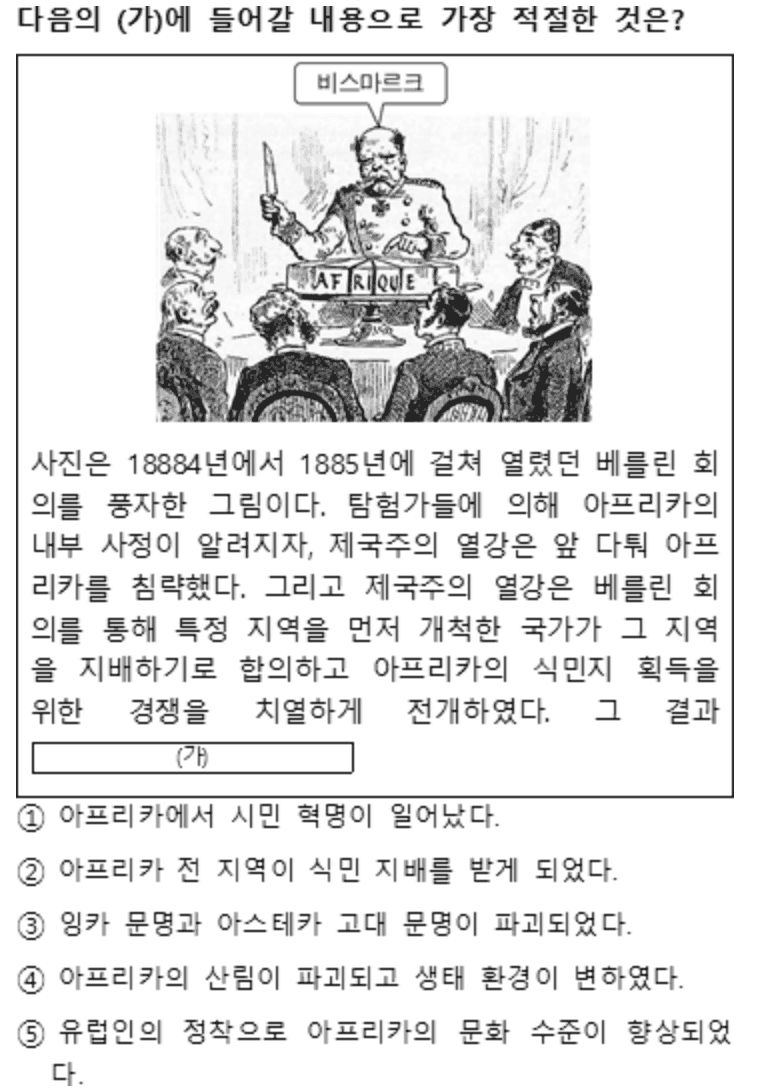 다음의 (가)에 들어갈 내용으로 가장 적절한 것은?
비스마르크
AFRIQUE
사진은 18884년에서 1885년에 걸쳐 열렸던 베를린 회
의를 풍자한 그림이다. 탐험가들에 의해 아프리카의
내부 사정이 알려지자, 제국주의 열강은 앞 다퉈 아프
리카를 침략했다. 그리고 제국주의 열강은 베를린 회
의를 통해 특정 지역을 먼저 개척한 국가가 그 지역
을 지배하기로 합의하고 아프리카의 식민지 획득을
위한 경쟁을 치열하게 전개하였다. 그 결과
(가)
① 아프리카에서 시민 혁명이 일어났다.
② 아프리카 전 지역이 식민 지배를 받게 되었다.
③ 잉카 문명과 아스테카 고대 문명이 파괴되었다.
④ 아프리카의 산림이 파괴되고 생태 환경이 변하였다.
⑤ 유럽인의 정착으로 아프리카의 문화 수준이 향상되었
다.